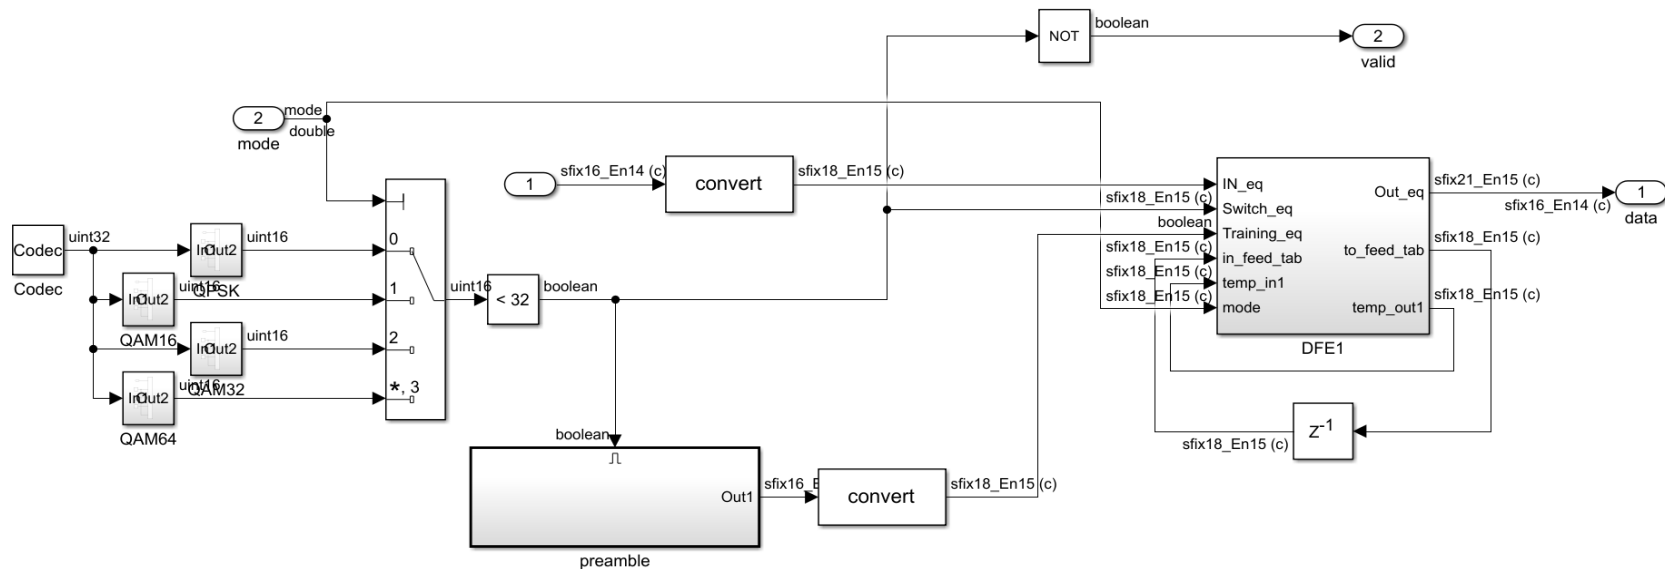 NOT
boolean
2
valid
2
mode
double
mode
1
sfix16_En14 (c)
convert
sfix18_En15 (c)
IN_eq
Switch_eq
Training_eq
in_feed_tab
temp_in1
mode
Out_eq
to_feed_tab
temp_out1
DFE1
sfix18_En15 (c)
boolean
sfix18_En15 (c)
sfix18_En15 (c)
sfix18_En15 (c)
sfix21_En15 (c)
sfix16_En14 (c)
1
data
sfix18_En15 (c)
sfix18_En15 (c)
Codec
Codec
uint32
Out2
QPSK
uint16
Out2
QAM16
uint16
Out2
QAM32
uint16
Out2
QAM64
uint16
0
1
2
*, 3
uint16
< 32
boolean
boolean
Out1
preamble
convert
sfix18_En15 (c)
Z-1
sfix18_En15 (c)